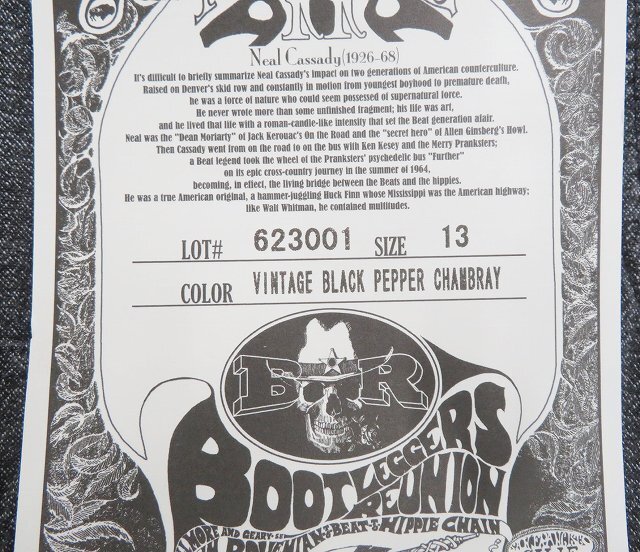 Neal Cassady(1926-68)
It's difficult to briefly summarize Neal Cassady's impact on two generations of American counterculture.
Raised on Denver's skid row and constantly in motion from youngest boyhood to premature death,
he was a force of nature who could seem possessed of supernatural force.
He never wrote more than some unfinished fragment; his life was art,
and he lived that life with a roman-candle-like intensity that set the Beat generation afair.
Neal was the "Dean Moriarty" of Jack Kerouac's On the Road and the "secret hero" of Allen Ginsberg's Howl.
Then Cassady went from on the road to on the bus with Ken Kesey and the Merry Pranksters;
a Beat legend took the wheel of the Pranksters' psychedelic bus "Further"
on its epic cross-country journey in the summer of 1964,
becoming, in effect, the living bridge between the Beats and the hippies.
He was a true American original, a hammer-juggling Huck Finn whose Mississippi was the American highway;
like Walt Whitman, he contained multitudes.
LOT# 623001 SIZE 13
COLOR VINTAGE BLACK PEPPER CHAMBRAY
B R
BOOTLEGGERS
REUNION
MORE AND GEARY
BOHEMIAN & BEAT & HIPPIE CHAIN